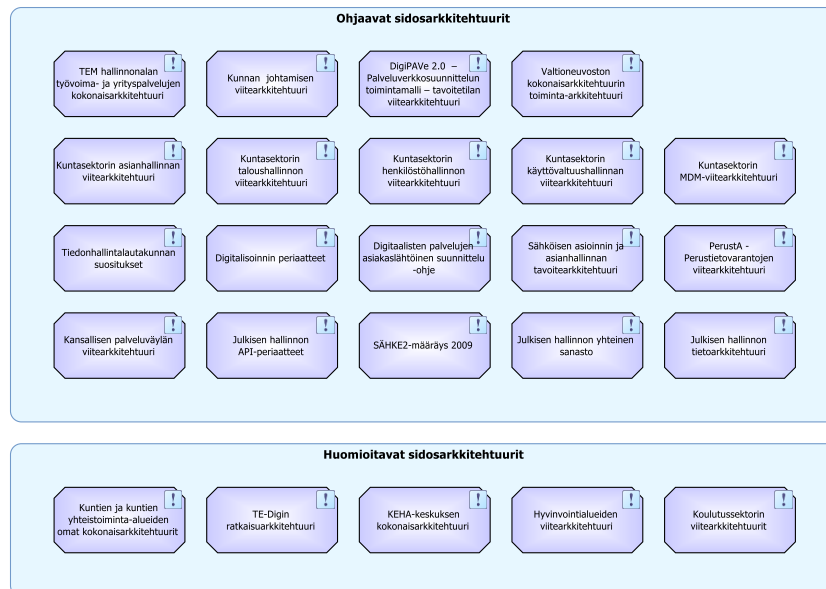 Ohjaavat sidosarkkitehtuurit
TEM hallinnonalan
työvoima- ja yrityspalvelujen
kokonaisarkkitehtuuri
Kunnan johtamisen
viitearkkitehtuuri
DigiPAVe 2.0 –
Palveluverkkosuunnittelun
toimintamalli – tavoitetilan
viitearkkitehtuuri
Valtioneuvoston
kokonaisarkkitehtuurin
toiminta-arkkitehtuuri
Kuntasektorin asianhallinnan
viitearkkitehtuuri
Kuntasektorin
taloushallinnon
viitearkkitehtuuri
Kuntasektorin
henkilöstöhallinnon
viitearkkitehtuuri
Kuntasektorin
käyttövaltuushallinnan
viitearkkitehtuuri
Kuntasektorin
MDM-viitearkkitehtuuri
Tiedonhallintalautakunnan
suositukset
Digitalisoinnin periaatteet
Digitaalisten palvelujen
asiakaslähtöinen suunnittelu
-ohje
Sähköisen asioinnin ja
asianhallinnan
tavoitearkkitehtuuri
PerustA -
Perustietovarantojen
viitearkkitehtuuri
Kansallisen palveluväylän
viitearkkitehtuuri
Julkisen hallinnon
API-periaatteet
SÄHKE2-määräys 2009
Julkisen hallinnon yhteinen
sanasto
Julkisen hallinnon
tietoarkkitehtuuri
Huomioitavat sidosarkkitehtuurit
Kuntien ja kuntien
yhteistoiminta-alueiden
omat kokonaisarkkitehtuurit
TE-Digin
ratkaisuarkkitehtuuri
KEHA-keskuksen
kokonaisarkkitehtuuri
Hyvinvointialueiden
viitearkkitehtuuri
Koulutussektorin
viitearkkitehtuurit